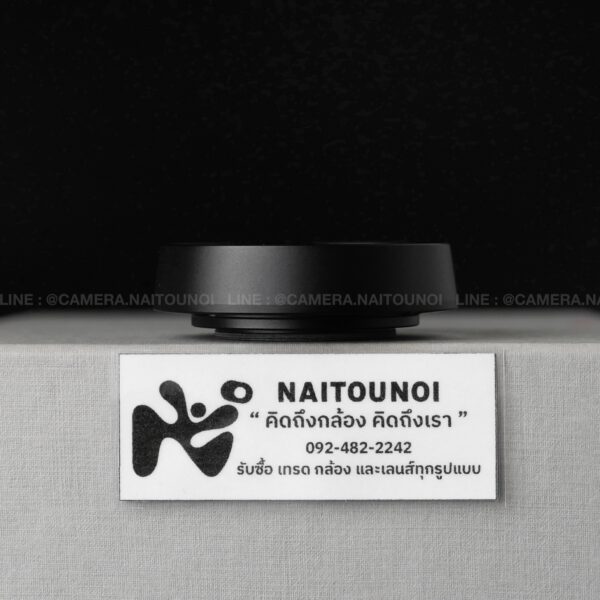 LINE : @CAMERA.NAITOUNOI LINE : @CAMERA.NAITOUNOI LINE : @CAMERA.NAITOUNOI
NAITOUNOI
“ คิดถึงกล้อง คิดถึงเรา ”
092-482-2242
รับซื้อ เทรด กล้อง และเลนส์ทุกรูปแบบ